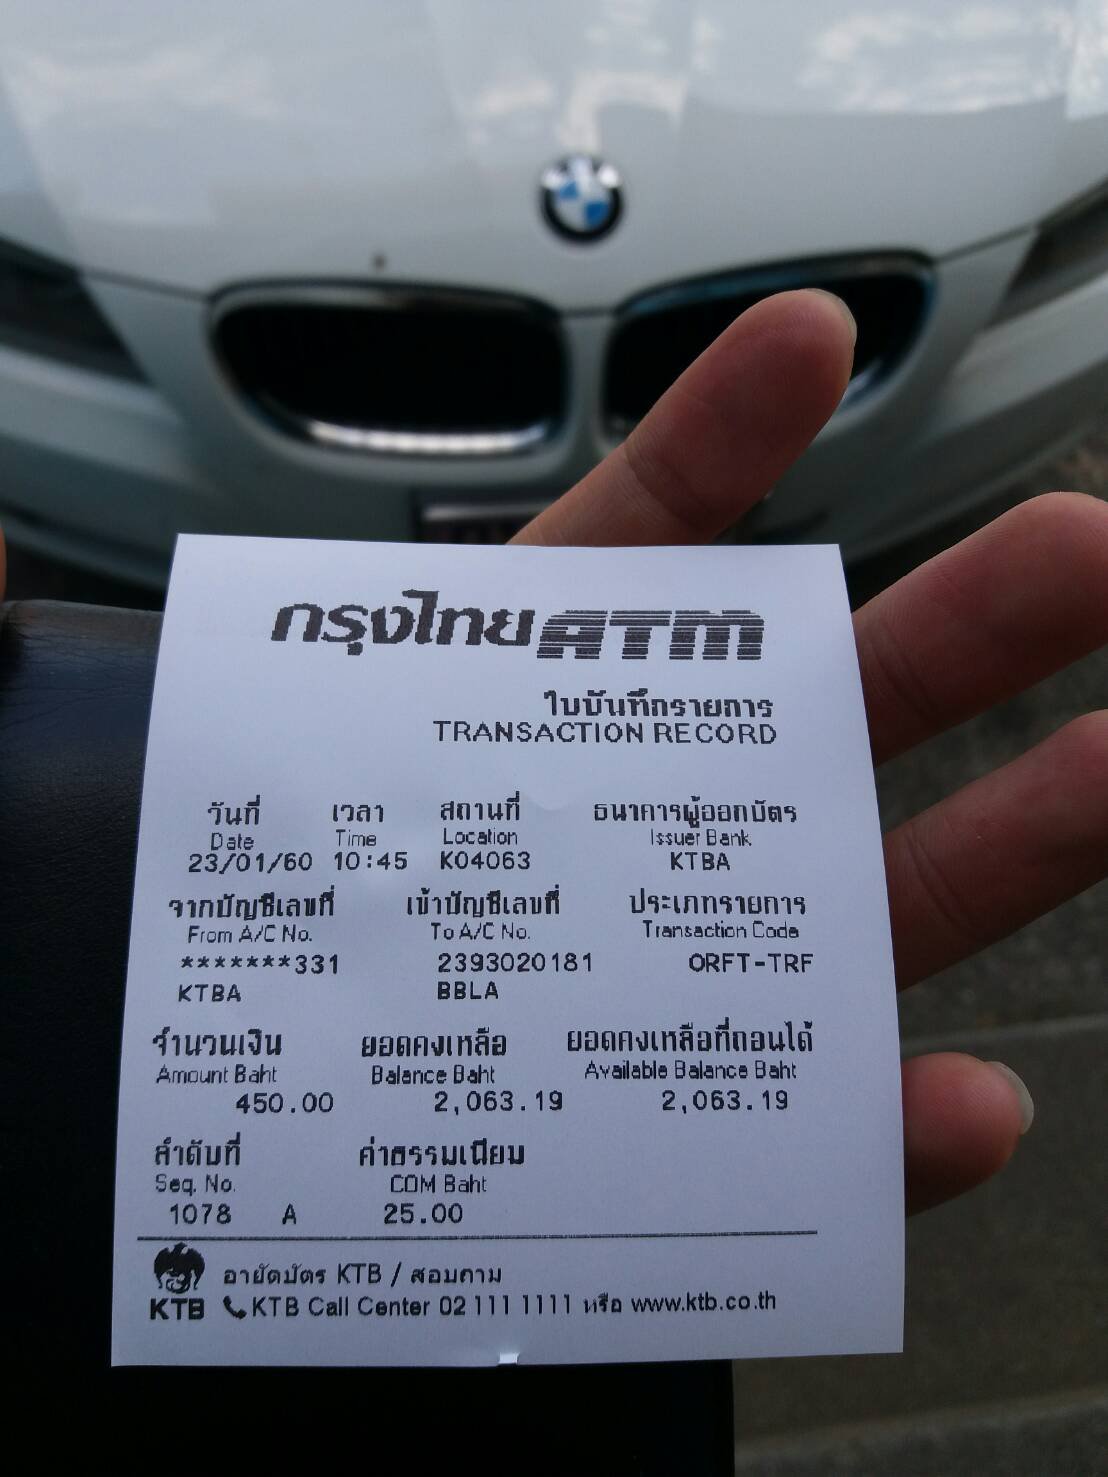 กรุงไทย ATM
ใบบันทึกรายการ
TRANSACTION RECORD
วันที่ เวลา สถานที่ ธนาคารผู้ออกบัตร
Date Time Location Issuer Bank
23/01/60 10:45 K04063 KTBA
จากบัญชีเลขที่ เข้าบัญชีเลขที่ ประเภทรายการ
From A/C No. To A/C No. Transaction Code
*******331 2393020181 ORFT-TRF
KTBA BBLA
จำนวนเงิน ยอดคงเหลือ ยอดคงเหลือที่ถอนได้
Amount Baht Balance Baht Available Balance Baht
450.00 2,063.19 2,063.19
ลำดับที่ ค่าธรรมเนียม
Seq. No. COM Baht
1078 A 25.00
อายัดบัตร KTB / สอบถาม
KTB KTB Call Center 02 111 1111 หรือ www.ktb.co.th